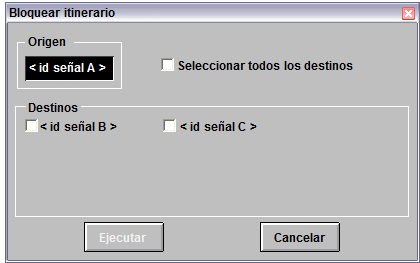 Bloquear itinerario
Origen
< id señal A >
Seleccionar todos los destinos
Destinos
< id señal B >
< id señal C >
Ejecutar
Cancelar